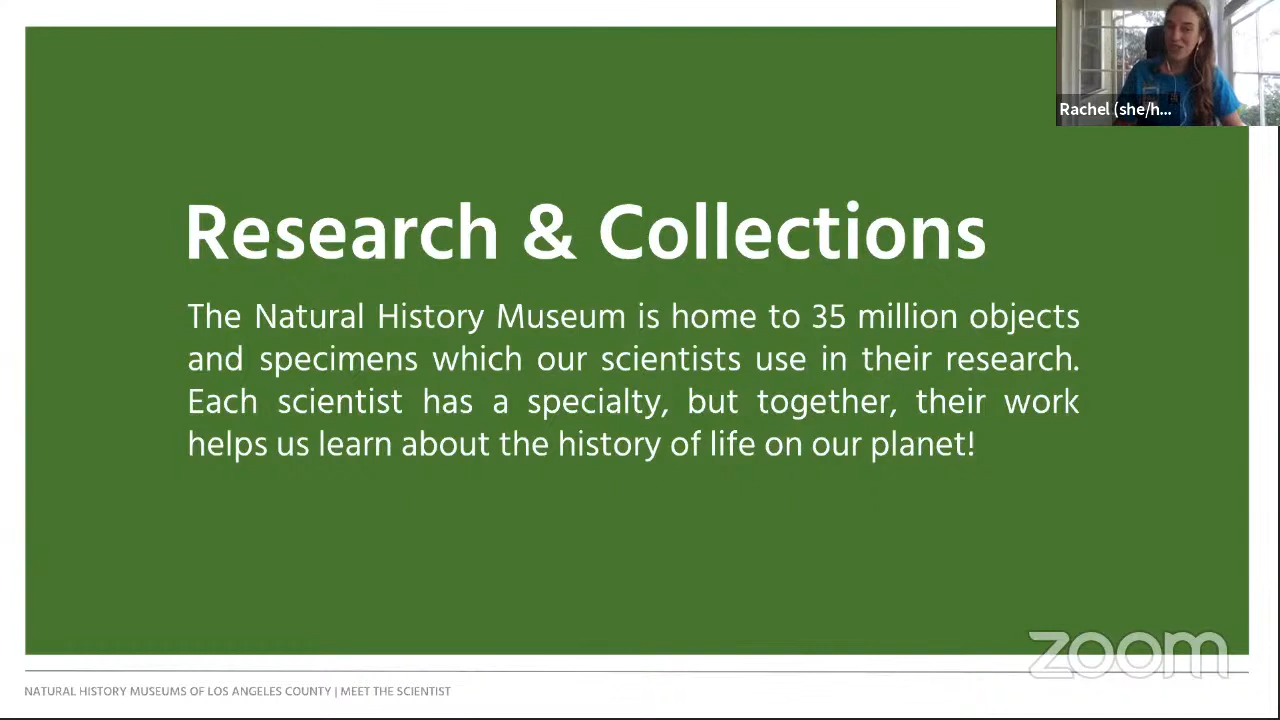 Rachel (she/h...
Research & Collections
The Natural History Museum is home to 35 million objects
and specimens which our scientists use in their research.
Each scientist has a specialty, but together, their work
helps us learn about the history of life on our planet!
zoom
NATURAL HISTORY MUSEUMS OF LOS ANGELES COUNTY | MEET THE SCIENTIST